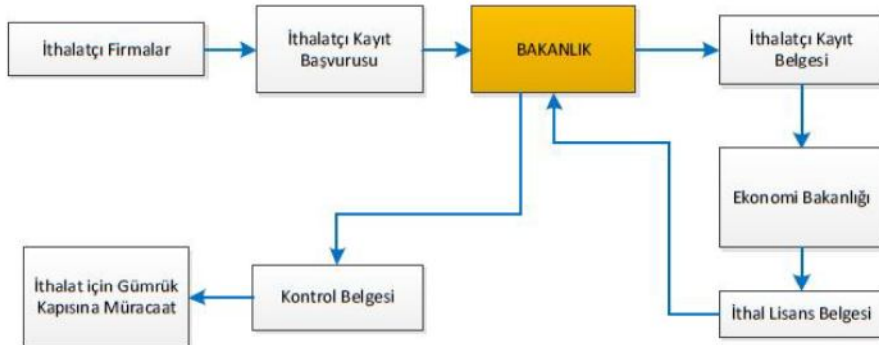 İthalatçı Firmalar
İthalatçı Kayıt
Başvurusu
BAKANLIK
İthalatçı Kayıt
Belgesi
Ekonomi Bakanlığı
İthal Lisans Belgesi
Kontrol Belgesi
İthalat için Gümrük
Kapısına Müracaat